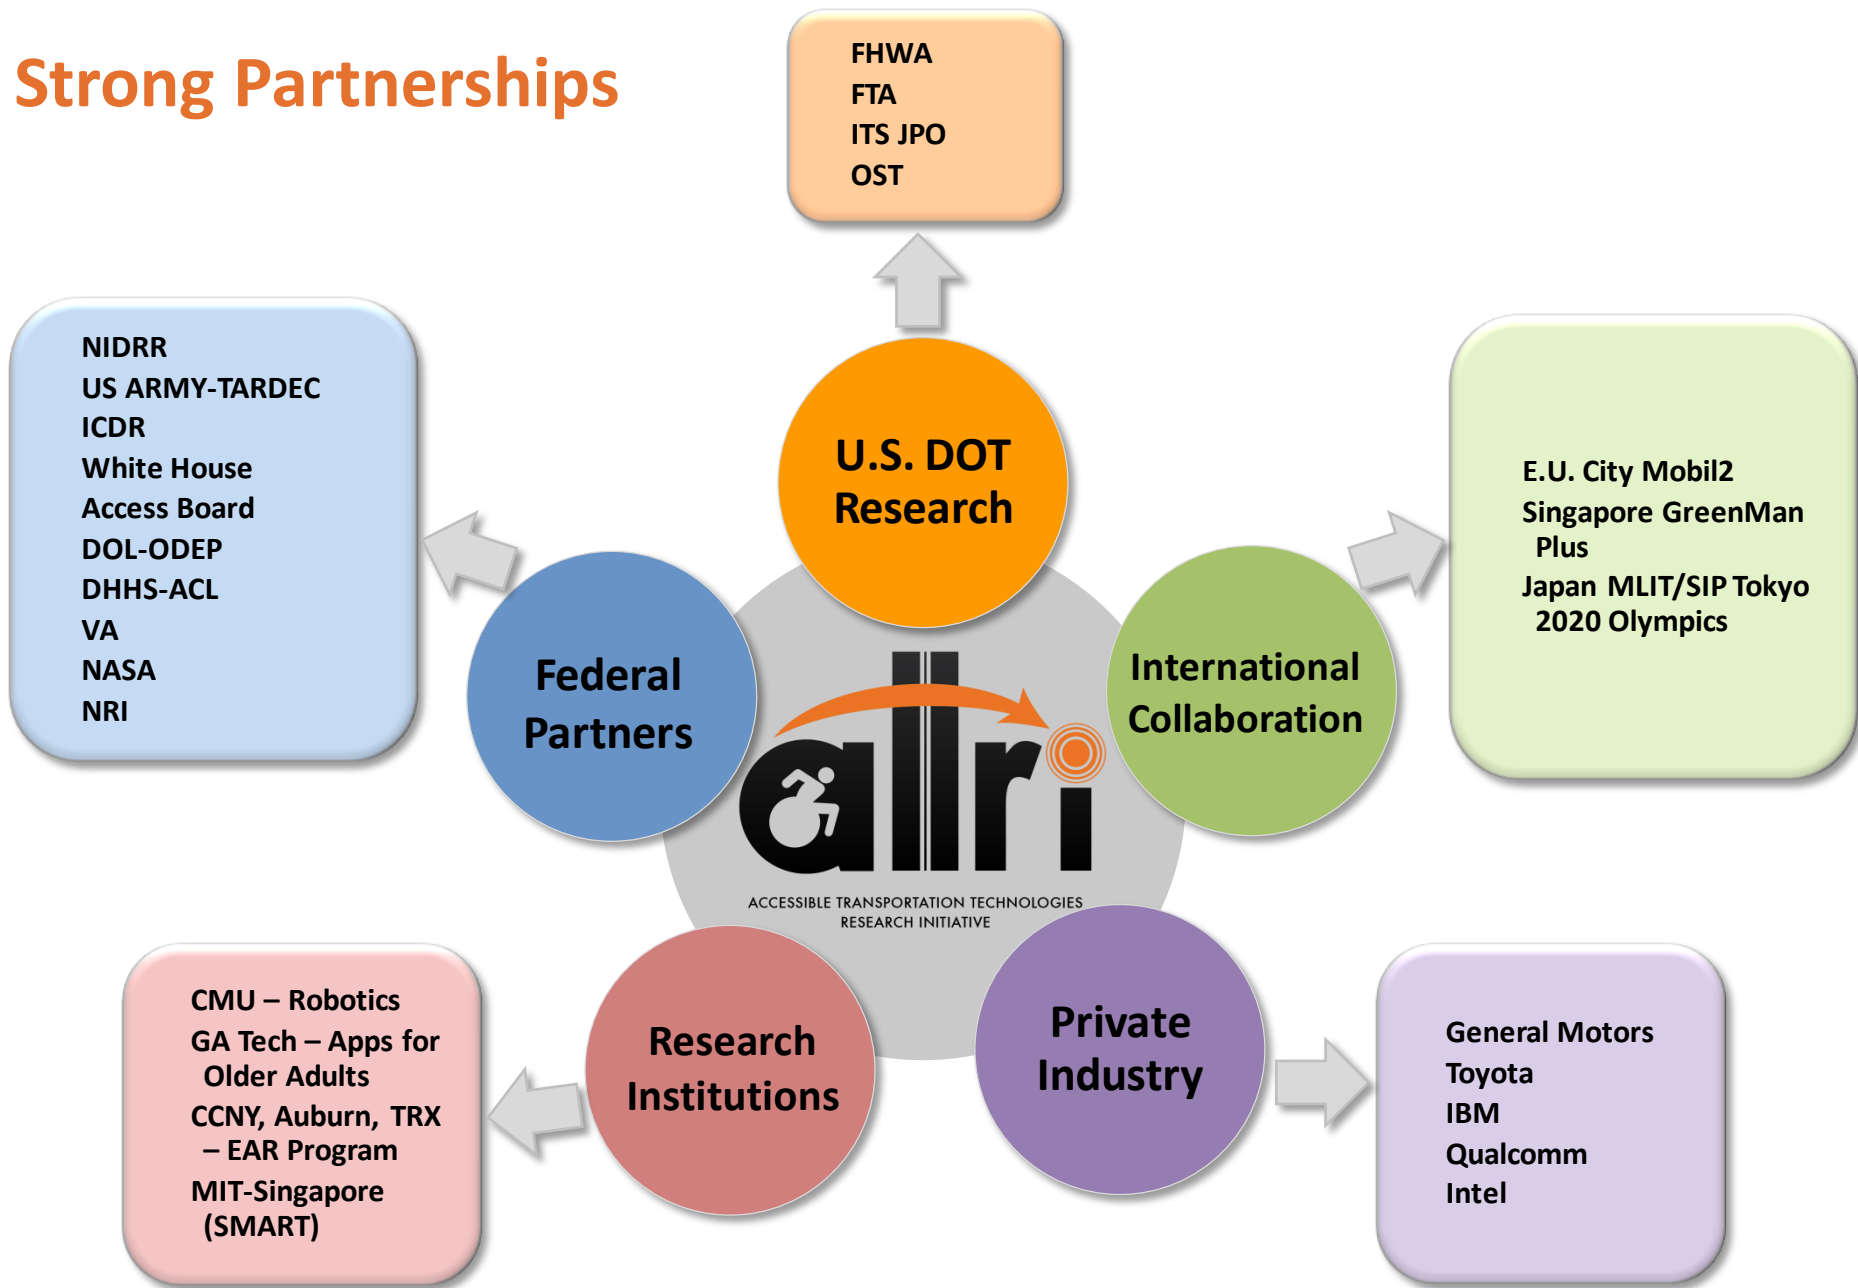 Strong Partnerships
FHWA
FTA
ITS JPO
OST
NIDRR
US ARMY-TARDEC
ICDR
White House
Access Board
DOL-ODEP
DHHS-ACL
VA
NASA
NRI
U.S. DOT
Research
E.U. City Mobil2
Singapore GreenMan
Plus
Japan MLIT/SIP Tokyo
2020 Olympics
Federal
Partners
International
Collaboration
attri
ACCESSIBLE TRANSPORTATION TECHNOLOGIES
RESEARCH INITIATIVE
CMU – Robotics
GA Tech – Apps for
Older Adults
CCNY, Auburn, TRX
– EAR Program
MIT-Singapore
(SMART)
Research
Institutions
Private
Industry
General Motors
Toyota
IBM
Qualcomm
Intel